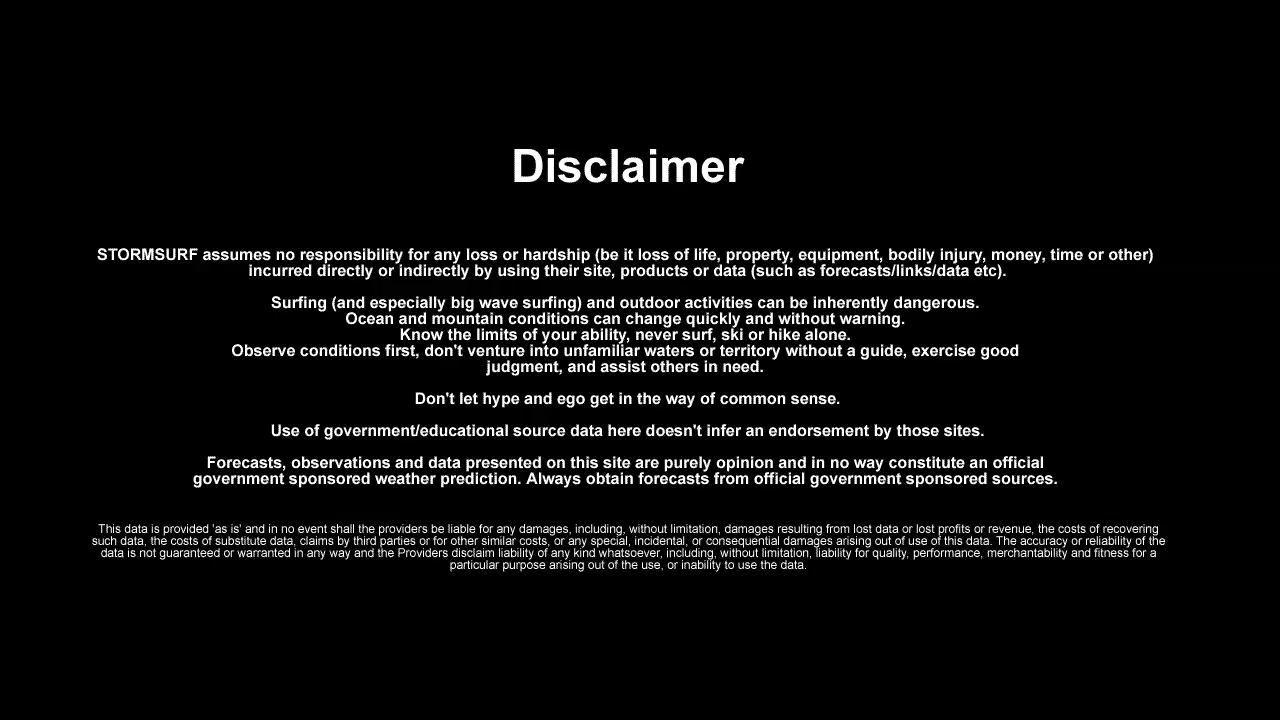 Disclaimer
STORMSURF assumes no responsibility for any loss or hardship (be it loss of life, property, equipment, bodily injury, money, time or other)
incurred directly or indirectly by using their site, products or data (such as forecasts/links/data etc).
Surfing (and especially big wave surfing) and outdoor activities can be inherently dangerous.
Ocean and mountain conditions can change quickly and without warning.
Know the limits of your ability, never surf, ski or hike alone.
Observe conditions first, don't venture into unfamiliar waters or territory without a guide, exercise good
judgment, and assist others in need.
Don't let hype and ego get in the way of common sense.
Use of government/educational source data here doesn't infer an endorsement by those sites.
Forecasts, observations and data presented on this site are purely opinion and in no way constitute an official
government sponsored weather prediction. Always obtain forecasts from official government sponsored sources.
This data is provided 'as is' and in no event shall the providers be liable for any damages, including, without limitation, damages resulting from lost data or lost profits or revenue, the costs of recovering
such data, the costs of substitute data, claims by third parties or for other similar costs, or any special, incidental, or consequential damages arising out of use of this data. The accuracy or reliability of the
data is not guaranteed or warranted in any way and the Providers disclaim liability of any kind whatsoever, including, without limitation, liability for quality, performance, merchantability and fitness for a
particular purpose arising out of the use, or inability to use the data.